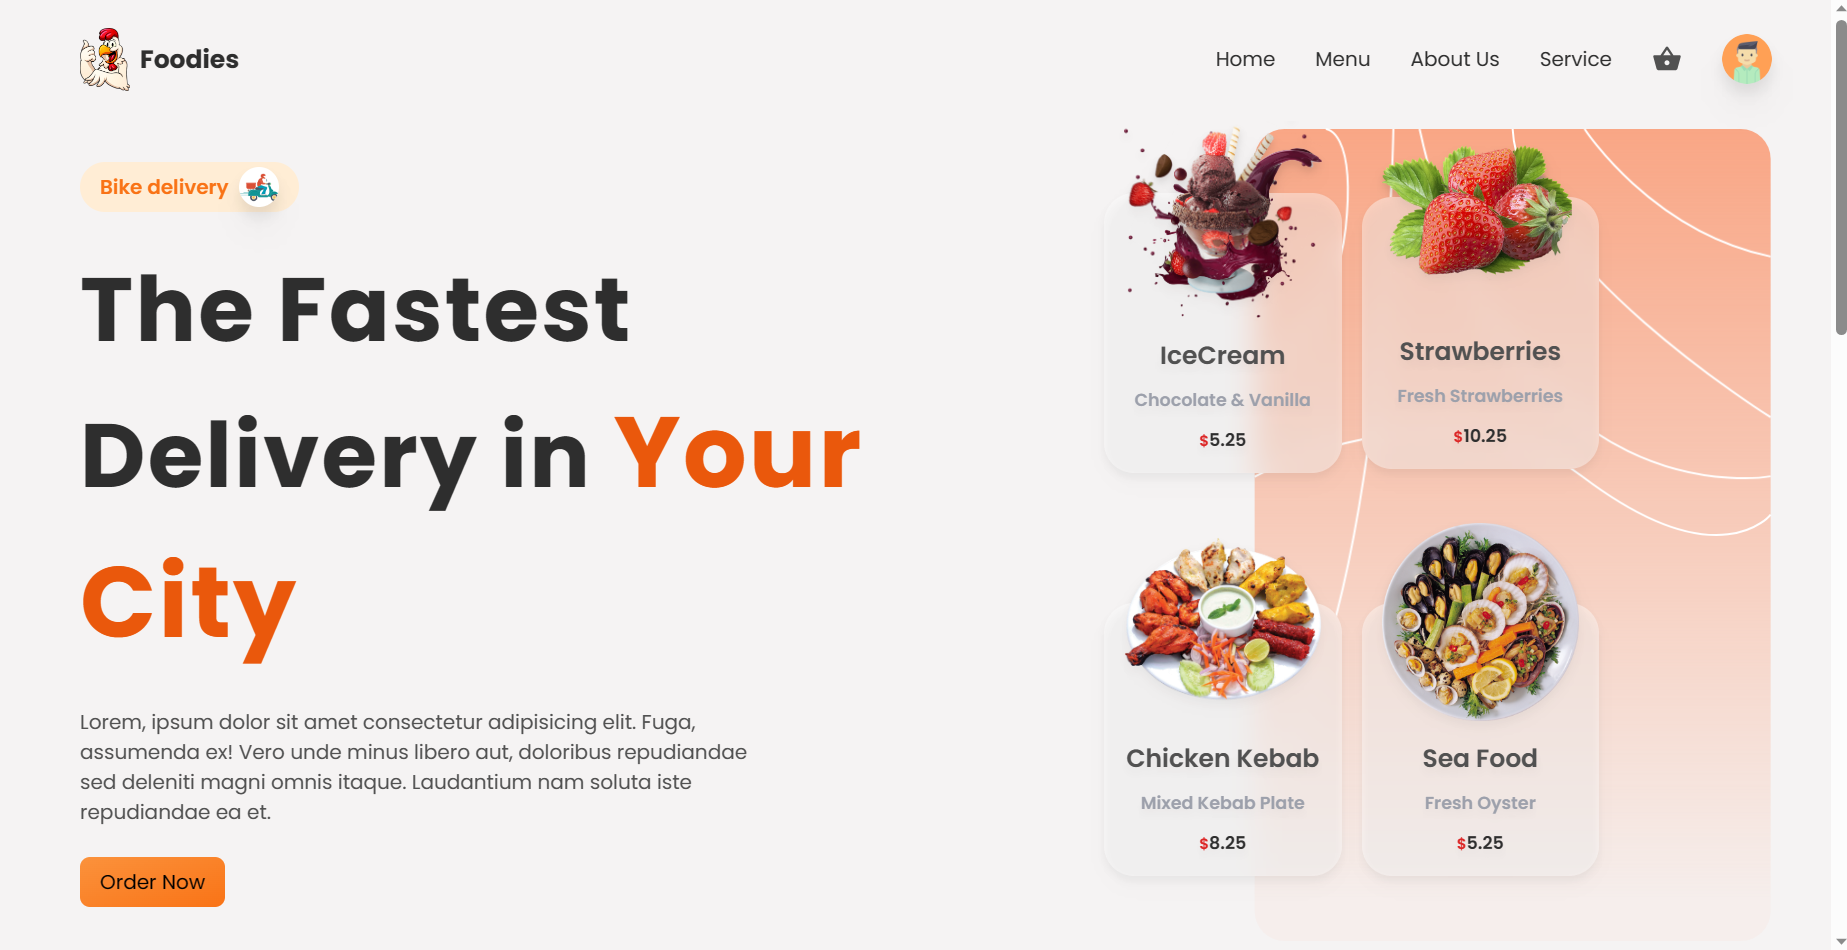 Foodies
Home
Menu
About Us
Service
Bike delivery
The Fastest
Delivery in Your
City
Lorem, ipsum dolor sit amet consectetur adipisicing elit. Fuga,
assumenda ex! Vero unde minus libero aut, doloribus repudiandae
sed deleniti magni omnis itaque. Laudantium nam soluta iste
repudiandae ea et.
Order Now
IceCream
Chocolate & Vanilla
$5.25
Strawberries
Fresh Strawberries
$10.25
Chicken Kebab
Mixed Kebab Plate
$8.25
Sea Food
Fresh Oyster
$5.25